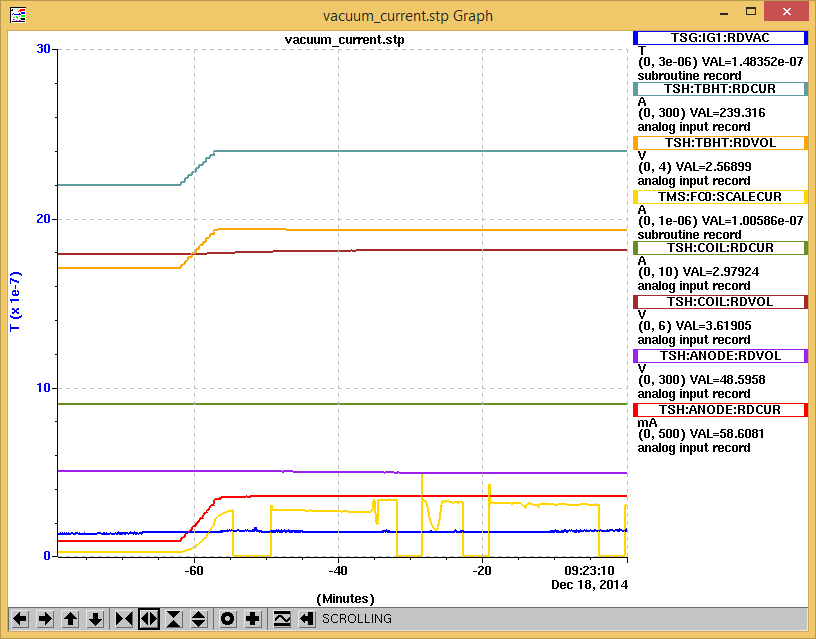 vacuum_current.stp Graph
vacuum_current.stp
30
20
10
0
T (x 1e-7)
-60
-40
-20
09:23:10
Dec 18, 2014
(Minutes)
TSG:IG1:RDVAC
T
(0, 3e-06) VAL=1.48352e-07
subroutine record
TSH:TBHT:RDCUR
A
(0, 300) VAL=239.316
analog input record
TSH:TBHT:RDVOL
V
(0, 4) VAL=2.56899
analog input record
TMS:FC0:SCALECUR
A
(0, 1e-06) VAL=1.00586e-07
subroutine record
TSH:COIL:RDCUR
A
(0, 10) VAL=2.97924
analog input record
TSH:COIL:RDVOL
V
(0, 6) VAL=3.61905
analog input record
TSH:ANODE:RDVOL
V
(0, 300) VAL=48.5958
analog input record
TSH:ANODE:RDCUR
mA
(0, 500) VAL=58.6081
analog input record
SCROLLING